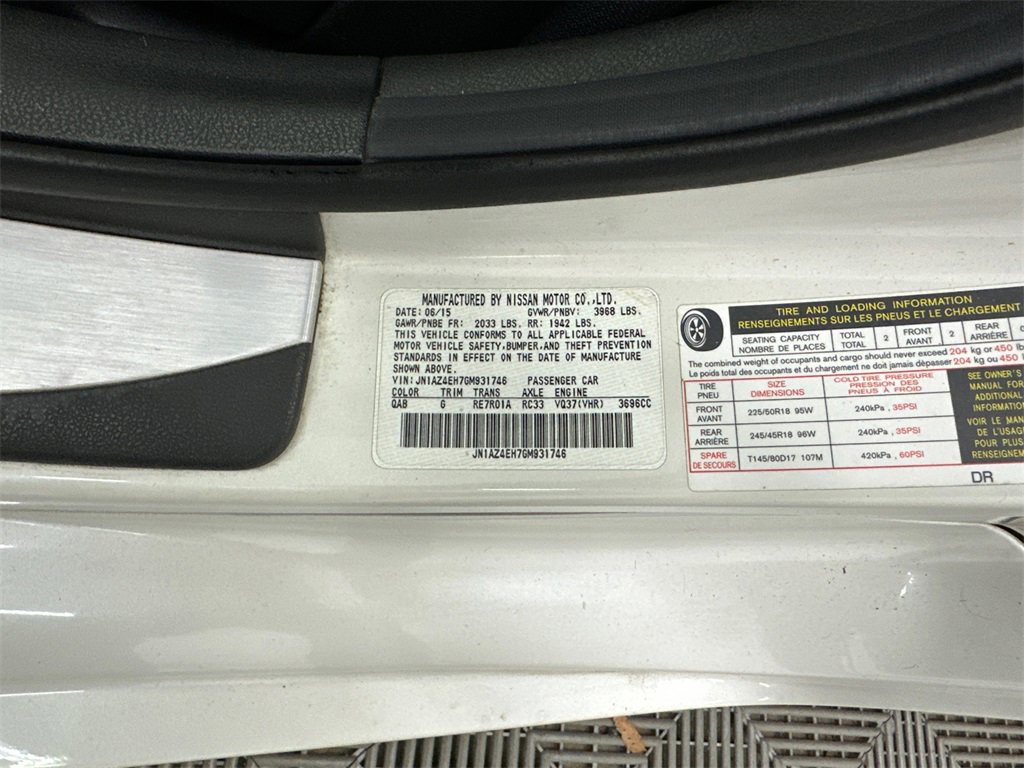 MANUFACTURED BY NISSAN MOTOR CO.,LTD.
DATE: 06/15 GVWR/PNBV: 3968 LBS.
GAWR/PNBE FR: 2033 LBS. RR: 1942 LBS.
THIS VEHICLE CONFORMS TO ALL APPLICABLE FEDERAL
MOTOR VEHICLE SAFETY,BUMPER,AND THEFT PREVENTION
STANDARDS IN EFFECT ON THE DATE OF MANUFACTURE
SHOWN ABOVE.
VIN: JN1AZ4EH7GM931746 PASSENGER CAR
COLOR TRIM TRANS AXLE ENGINE
QAB G RE7R01A RC33 VQ37(VHR) 3696CC
JN1AZ4EH7GM931746
TIRE AND LOADING INFORMATION
RENSEIGNEMENTS SUR LES PNEUS ET LE CHARGEMENT
SEATING CAPACITY TOTAL 2 FRONT 2 REAR
NOMBRE DE PLACES TOTAL AVANT ARRIÈRE
The combined weight of occupants and cargo should never exceed 204 kg or 450
Le poids total des occupants et du chargement ne doit jamais dépasser 204 kg ou 450
TIRE SIZE COLD TIRE PRESSURE
PNEU DIMENSIONS PRESSION DES
PNEUS À FROID
FRONT
AVANT 225/50R18 95W 240kPa , 35PSI
REAR
ARRIÈRE 245/45R18 96W 240kPa , 35PSI
SPARE
DE SECOURS T145/80D17 107M 420kPa , 60PSI
SEE OWNER'S
MANUAL FOR
ADDITIONAL
INFORMATION
VOIR LE
DE L'USAGE
POUR PLUS
DR